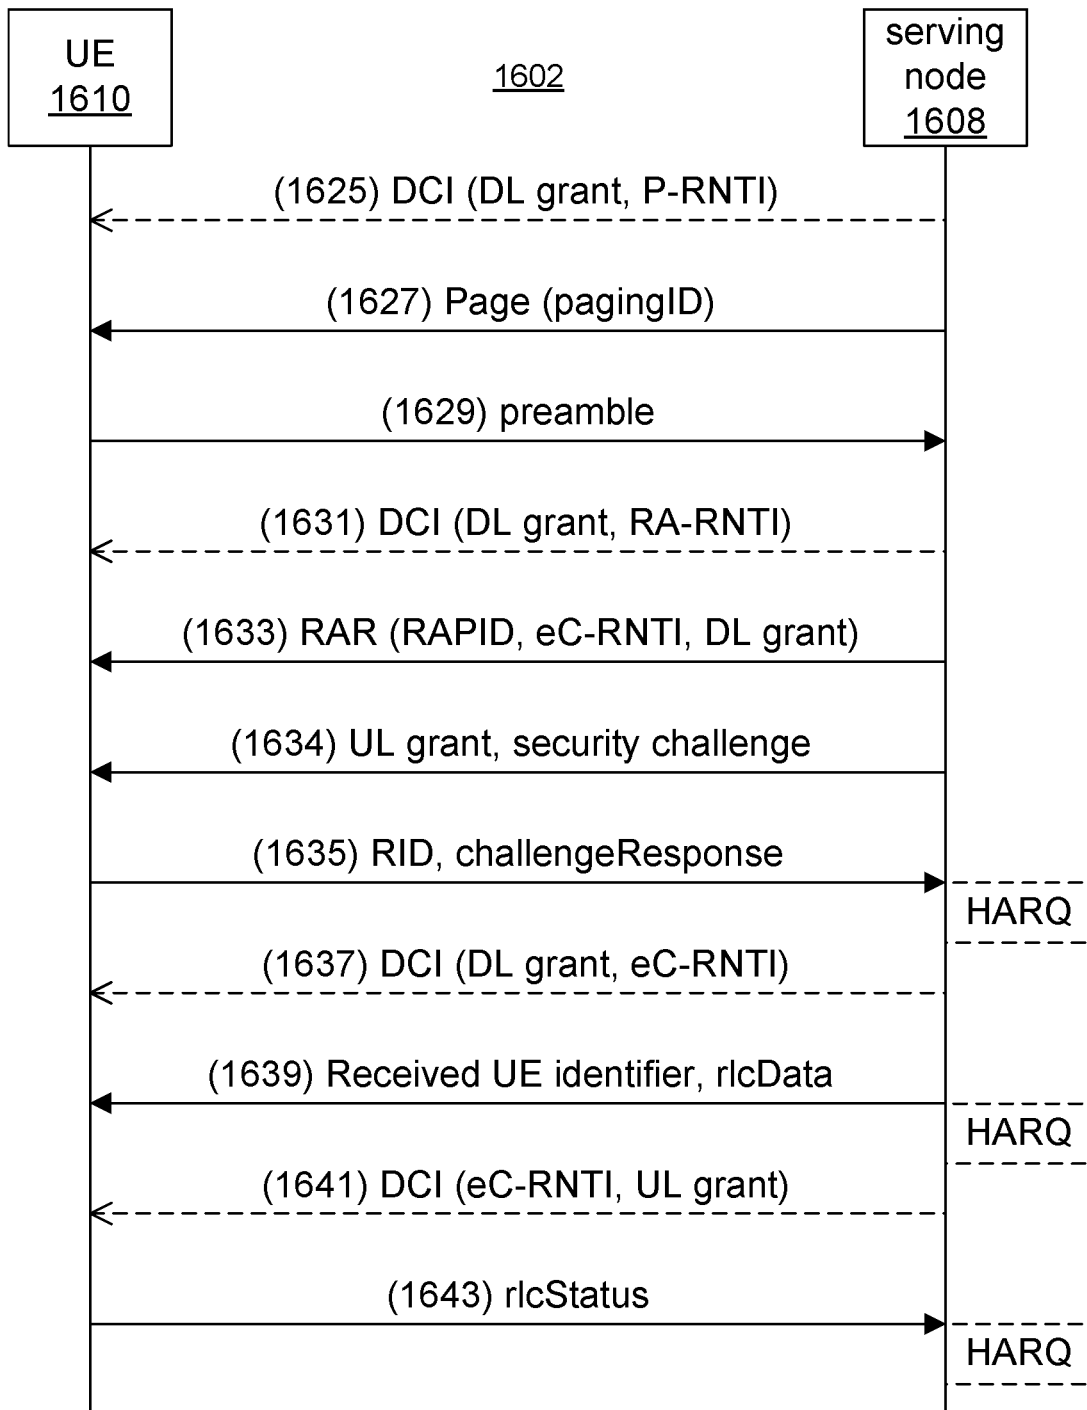 UE
1610
1602
serving
node
1608
(1625) DCI (DL grant, P-RNTI)
(1627) Page (pagingID)
(1629) preamble
(1631) DCI (DL grant, RA-RNTI)
(1633) RAR (RAPID, eC-RNTI, DL grant)
(1634) UL grant, security challenge
(1635) RID, challengeResponse
HARQ
(1637) DCI (DL grant, eC-RNTI)
(1639) Received UE identifier, rlcData
HARQ
(1641) DCI (eC-RNTI, UL grant)
(1643) rlcStatus
HARQ